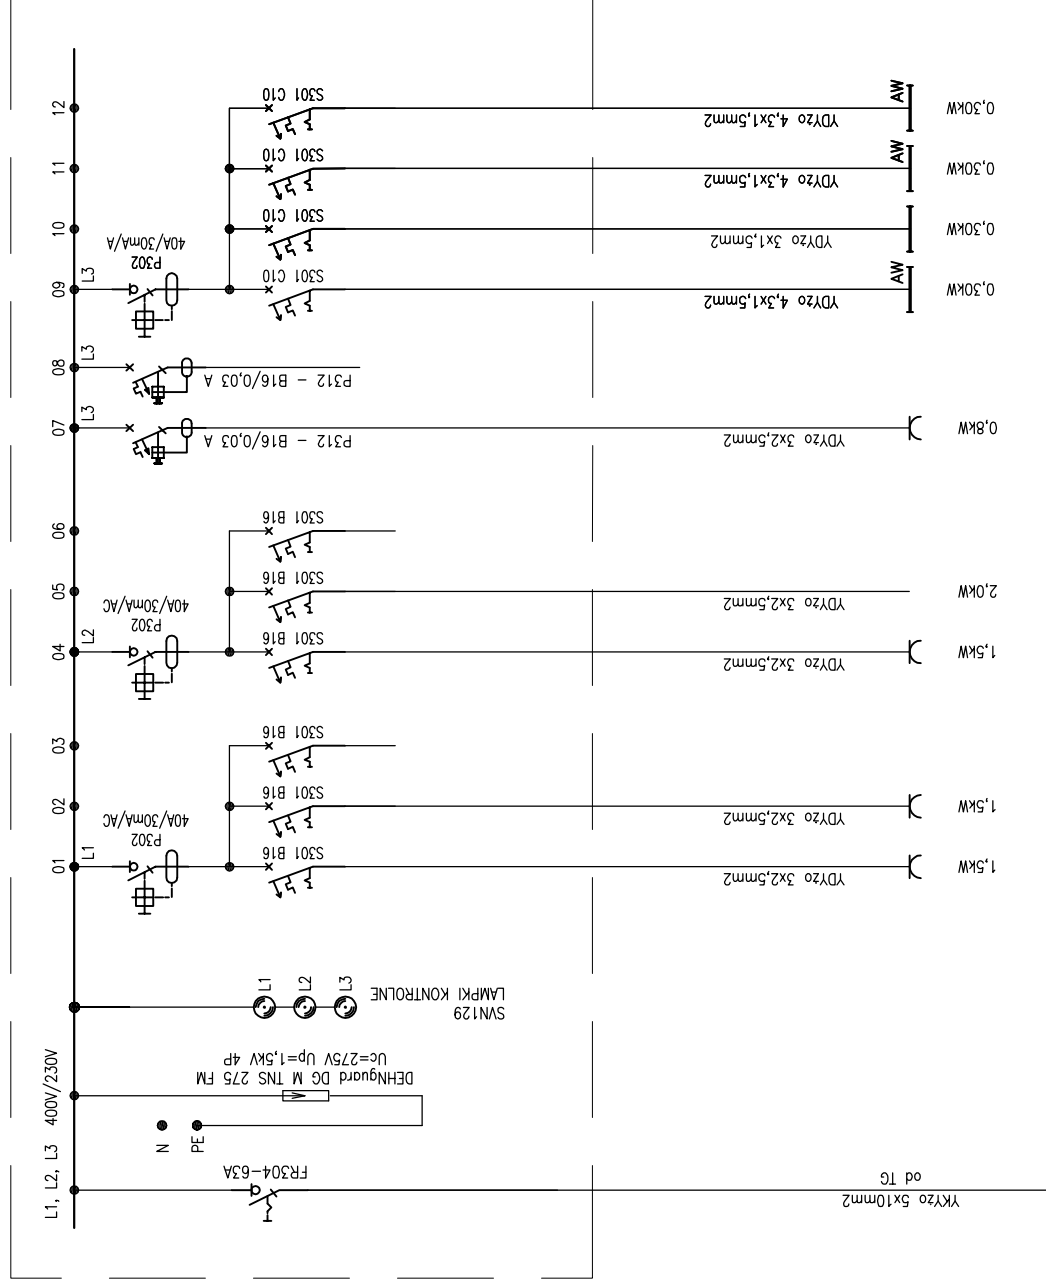 12
S301 C10
AW
YDYżo 4,3x1,5mm2
0,30kW
11
S301 C10
AW
YDYżo 4,3x1,5mm2
0,30kW
10
S301 C10
YDYżo 3x1,5mm2
0,30kW
09
L3
P302
40A/30mA/A
S301 C10
AW
YDYżo 4,3x1,5mm2
0,30kW
08
L3
P312 - B16/0,03 A
07
L3
P312 - B16/0,03 A
YDYżo 3x2,5mm2
0,8kW
06
S301 B16
05
S301 B16
YDYżo 3x2,5mm2
2,0kW
04
L2
P302
40A/30mA/AC
S301 B16
YDYżo 3x2,5mm2
1,5kW
03
S301 B16
02
S301 B16
YDYżo 3x2,5mm2
1,5kW
01
L1
P302
40A/30mA/AC
S301 B16
YDYżo 3x2,5mm2
1,5kW
L1
L2
L3
SVN129
LAMPKI KONTROLNE
L1, L2, L3 400V/230V
DEHNguard DG M TNS 275 FM
Uc=275V Up=1,5kV 4P
N
PE
FR304-63A
YKYżo 5x10mm2
od TG